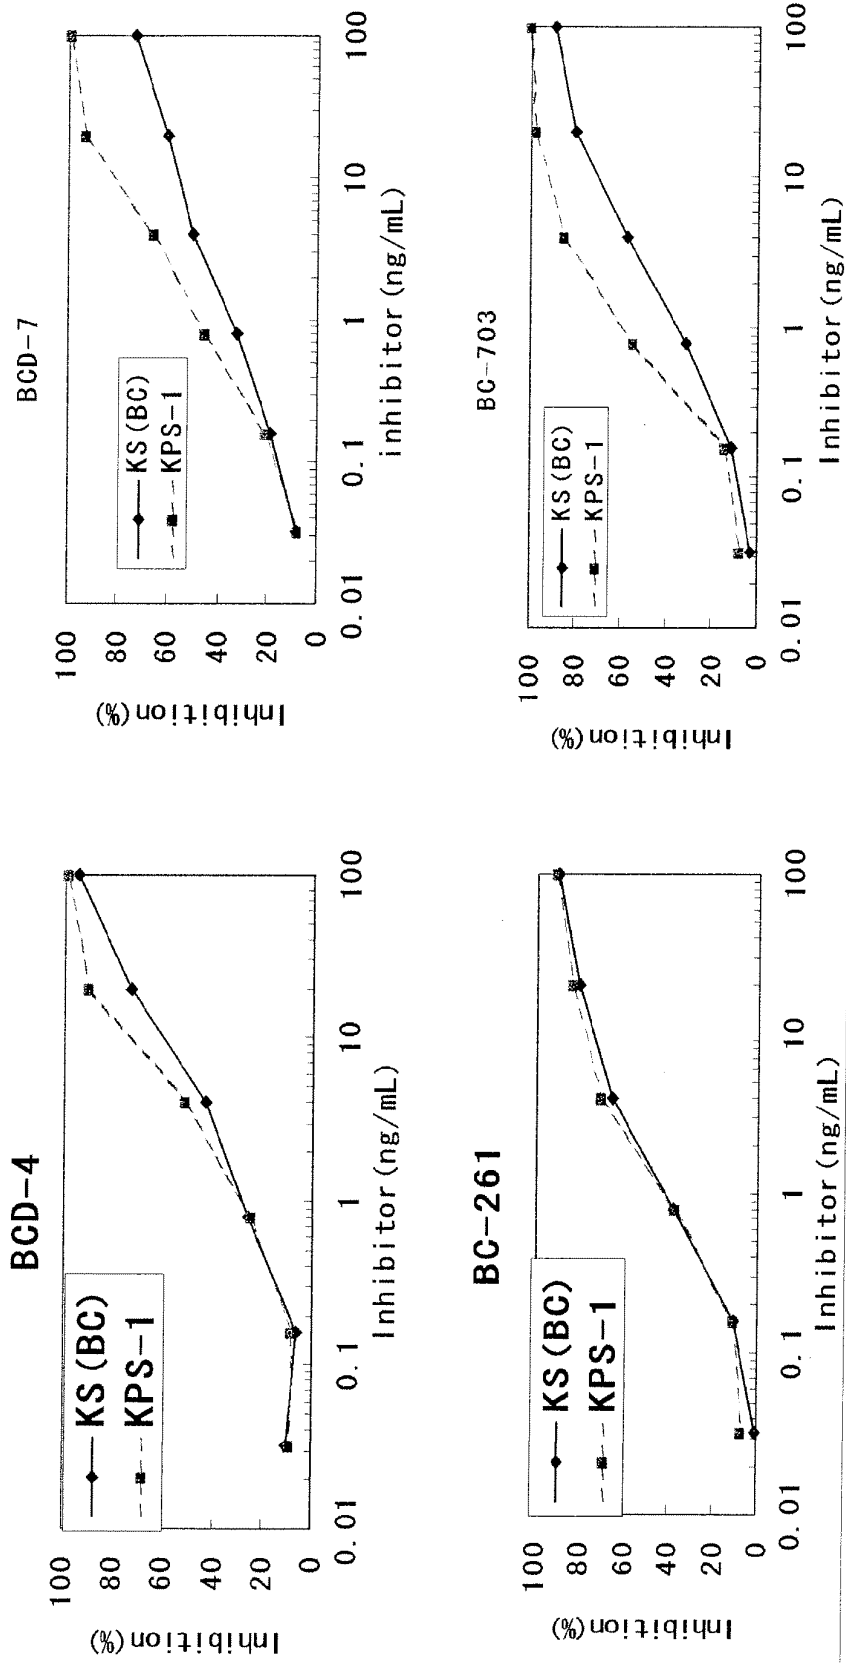 BCD-4
KS(BC)
KPS-1
Inhibition(%)
100
80
60
40
20
0
0.01
0.1
1
10
100
Inhibitor(ng/mL)
BCD-7
KS(BC)
KPS-1
Inhibition(%)
100
80
60
40
20
0
0.01
0.1
1
10
100
inhibitor(ng/mL)
BC-261
KS(BC)
KPS-1
Inhibition(%)
100
80
60
40
20
0
0.01
0.1
1
10
100
Inhibitor(ng/mL)
BC-703
KS(BC)
KPS-1
Inhibition(%)
100
80
60
40
20
0
0.01
0.1
1
10
100
Inhibitor(ng/mL)